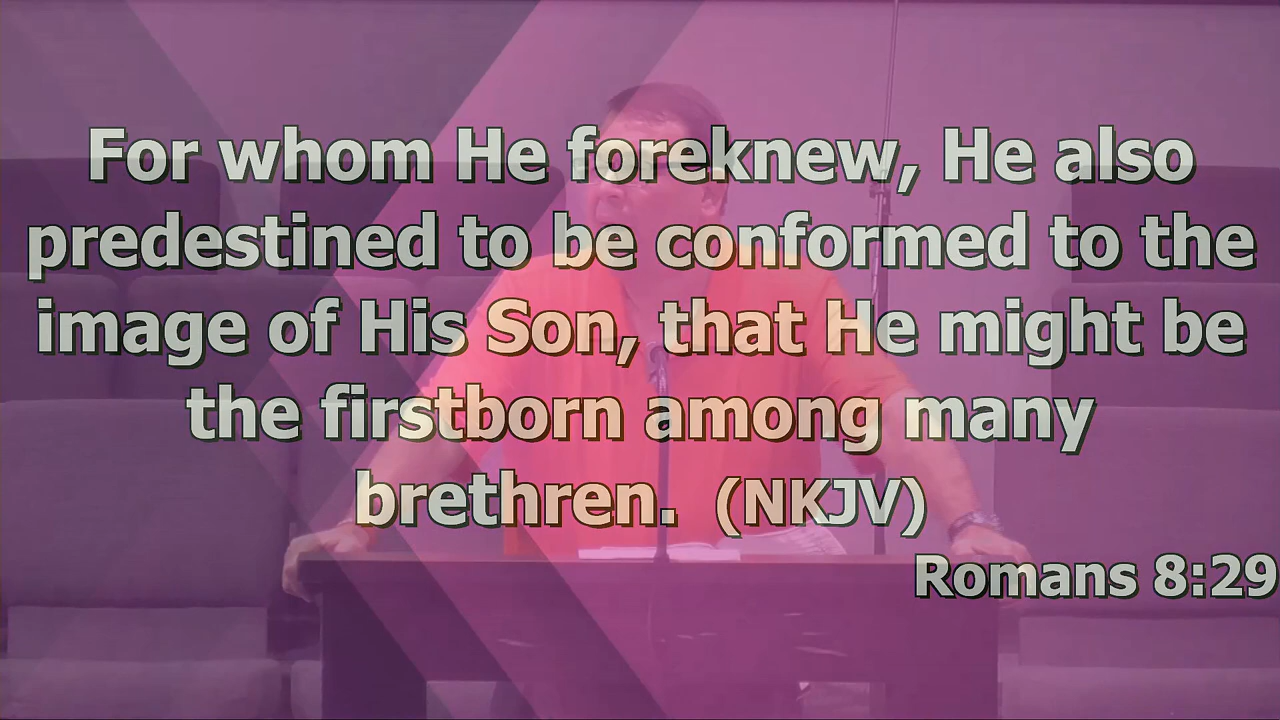 For whom He foreknew, He also
predestined to be conformed to the
image of His Son, that He might be
the firstborn among many
brethren. (NKJV)
Romans 8:29